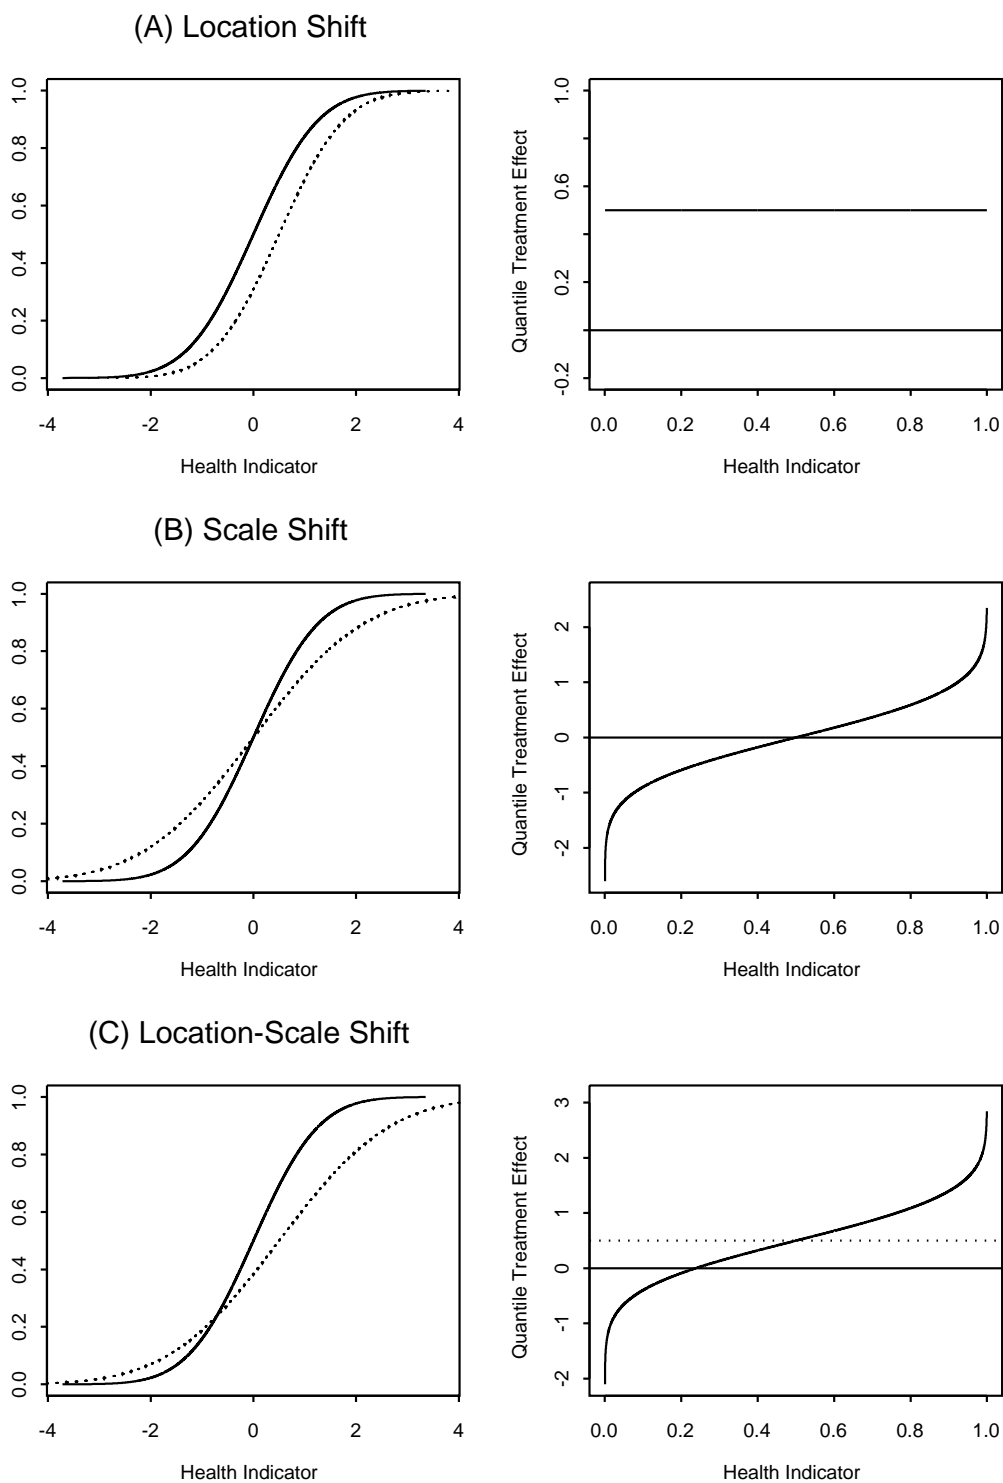 (A) Location Shift
1.0
0.8
0.6
0.4
0.2
0.0
-4 -2 0 2 4
Health Indicator
Quantile Treatment Effect
1.0
0.6
0.2
-0.2
0.0 0.2 0.4 0.6 0.8 1.0
Health Indicator
(B) Scale Shift
1.0
0.8
0.6
0.4
0.2
0.0
-4 -2 0 2 4
Health Indicator
Quantile Treatment Effect
2
1
0
-1
-2
0.0 0.2 0.4 0.6 0.8 1.0
Health Indicator
(C) Location-Scale Shift
1.0
0.8
0.6
0.4
0.2
0.0
-4 -2 0 2 4
Health Indicator
Quantile Treatment Effect
3
2
1
0
-1
-2
0.0 0.2 0.4 0.6 0.8 1.0
Health Indicator